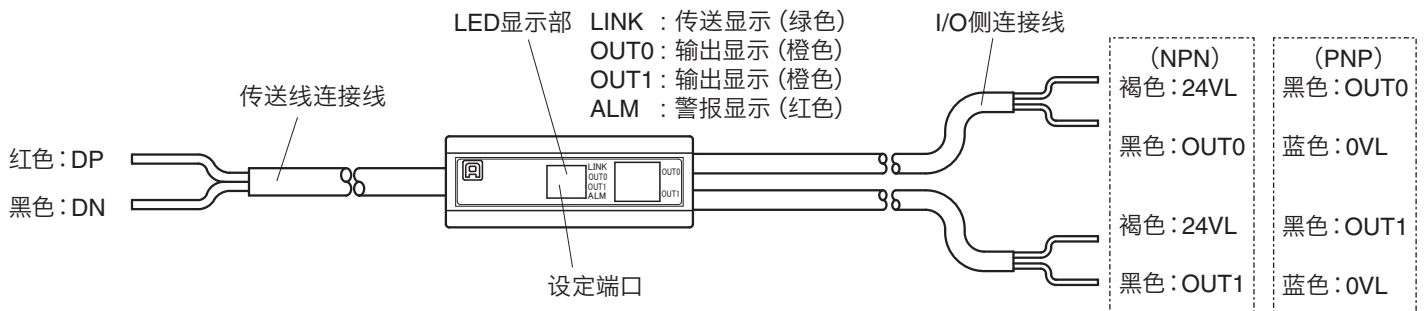 LED显示部 LINK：传送显示（绿色）
OUT0：输出显示（橙色）
OUT1：输出显示（橙色）
ALM：警报显示（红色）
I/O侧连接线
传送线连接线
红色：DP
黑色：DN
LINK
OUT0
OUT1
ALM
OUT0
OUT1
设定端口
（NPN）
褐色：24VL
黑色：OUT0
褐色：24VL
黑色：OUT1
（PNP）
黑色：OUT0
蓝色：0VL
黑色：OUT1
蓝色：0VL